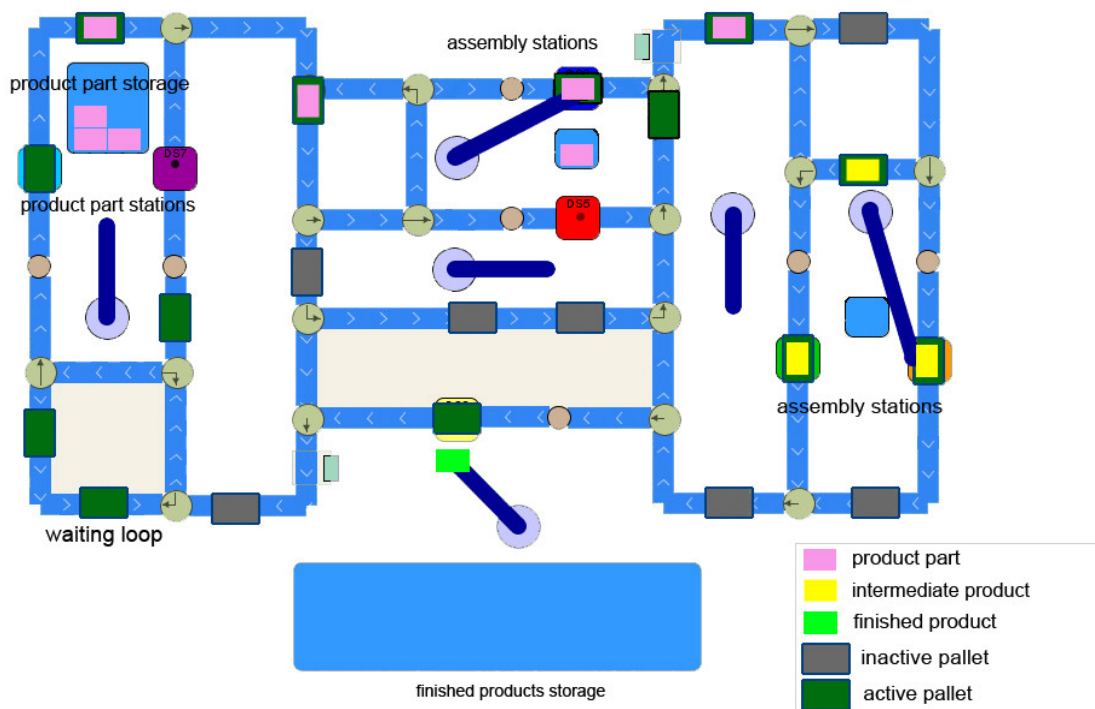 assembly stations
product part storage
DS7
product part stations
DS5
assembly stations
waiting loop
product part
intermediate product
finished product
inactive pallet
active pallet
finished products storage